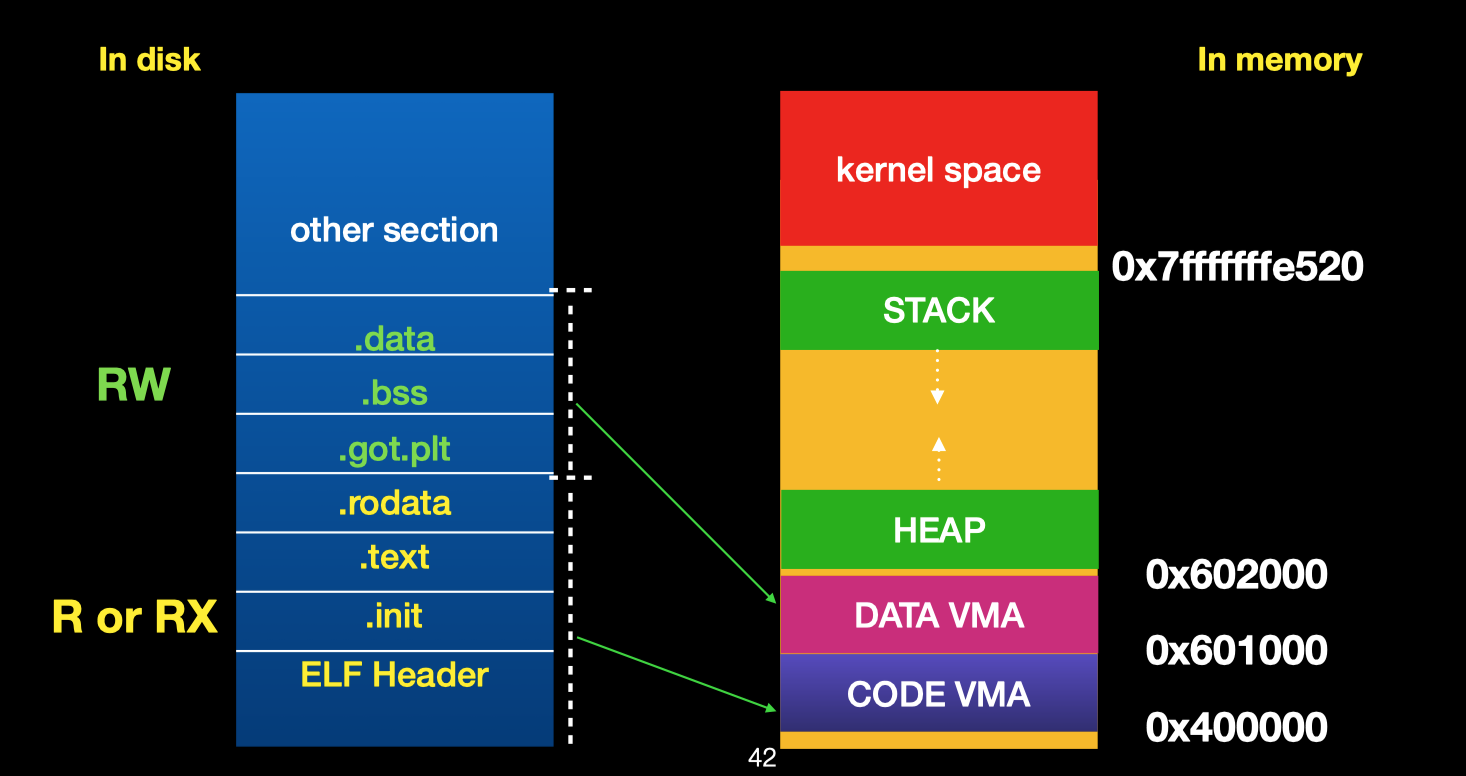 In disk
In memory
other section
.data
.bss
.got.plt
.rodata
.text
.init
ELF Header
RW
R or RX
kernel space
STACK
HEAP
DATA VMA
CODE VMA
0x7fffffffe520
0x602000
0x601000
0x400000
42